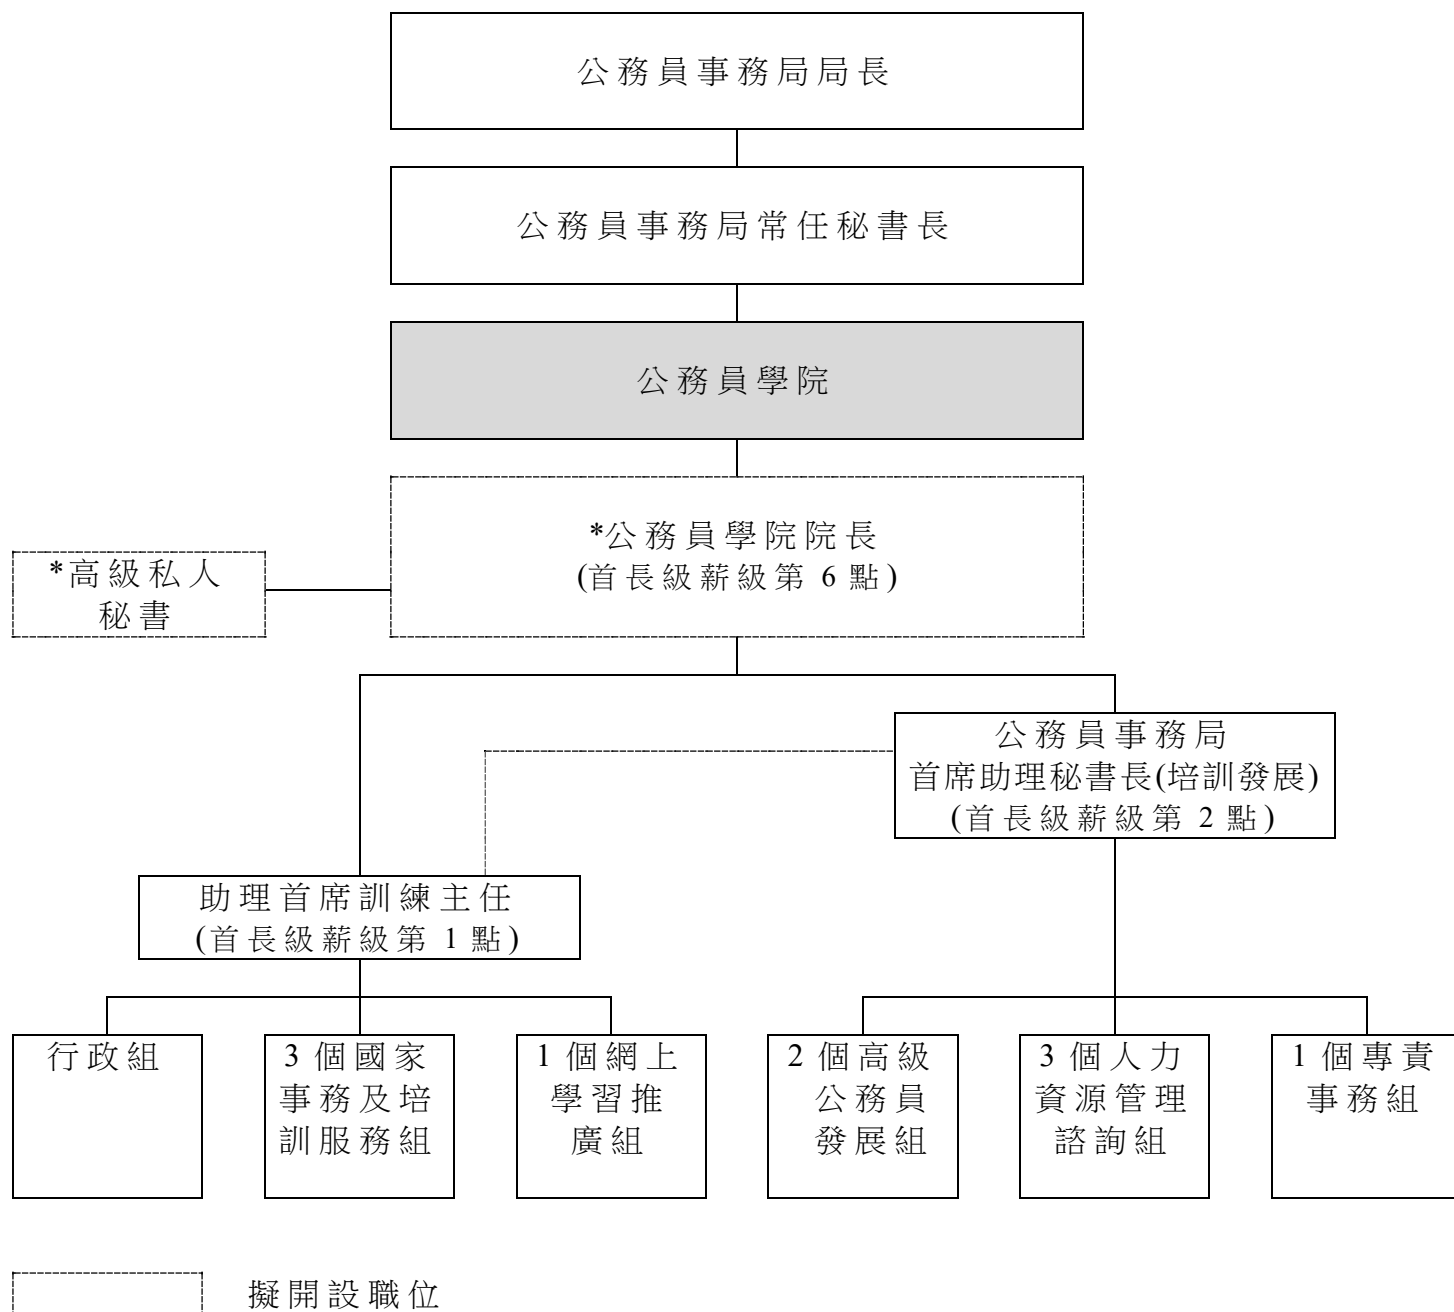 公務員事務局局長
公務員事務局常任秘書長
公務員學院
*公務員學院院長
(首長級薪級第 6 點)
*高級私人
秘書
公務員事務局
首席助理秘書長(培訓發展)
(首長級薪級第 2 點)
助理首席訓練主任
(首長級薪級第 1 點)
行政組
3 個國家
事務及培
訓服務組
1 個網上
學習推
廣組
2 個高級
公務員
發展組
3 個人力
資源管理
諮詢組
1 個專責
事務組
擬開設職位